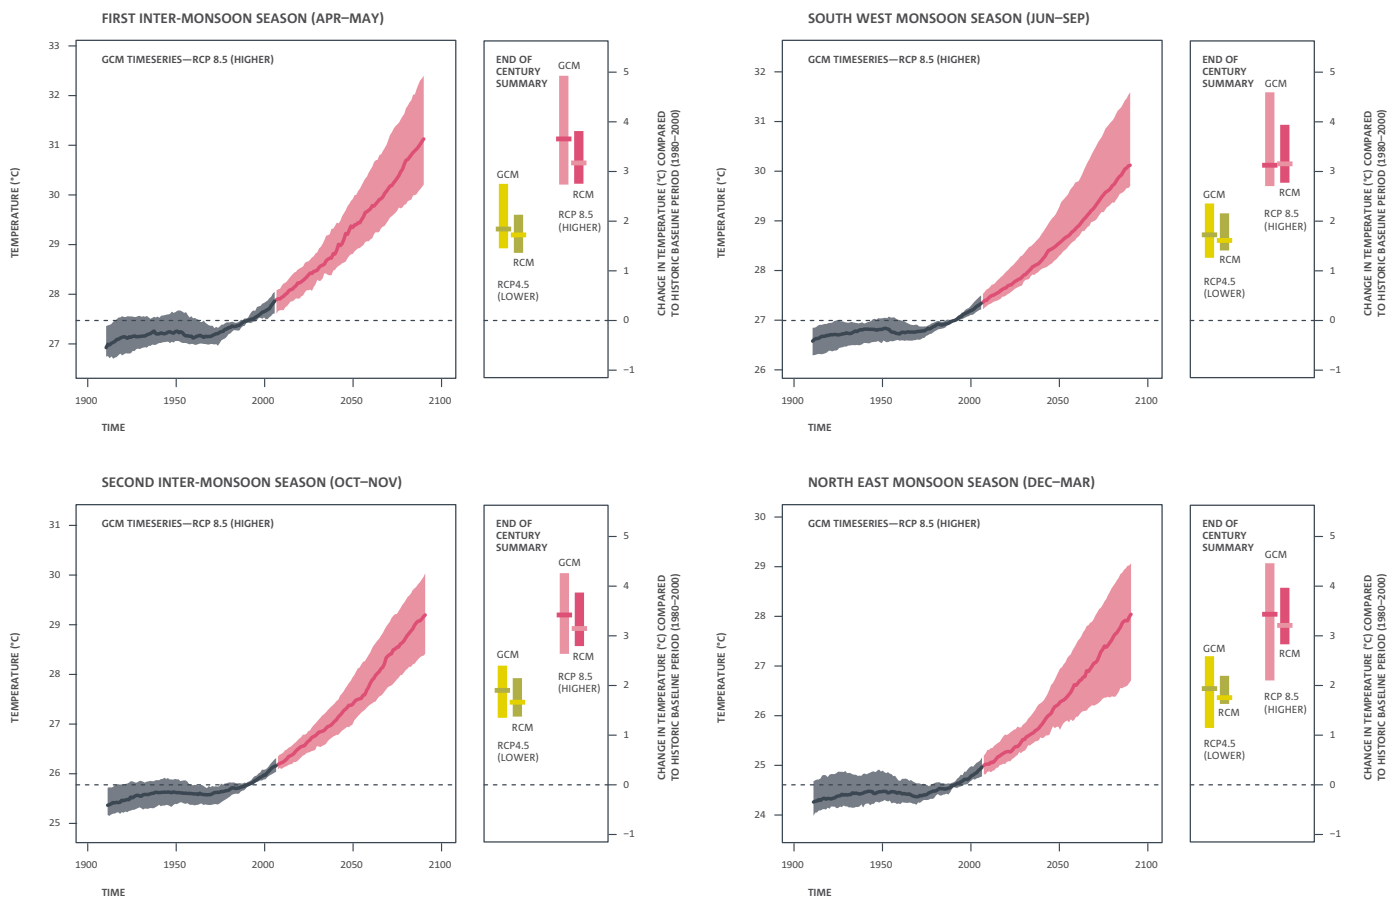 FIRST INTER-MONSOON SEASON (APR–MAY)
GCM TIMESERIES—RCP 8.5 (HIGHER)
33
32
31
30
29
28
27
TEMPERATURE (°C)
1900
1950
2000
2050
2100
TIME
END OF
CENTURY
SUMMARY
GCM
RCM
RCP 8.5
(HIGHER)
GCM
RCM
RCP4.5
(LOWER)
5
4
3
2
1
0
–1
CHANGE IN TEMPERATURE (°C) COMPARED
TO HISTORIC BASELINE PERIOD (1980–2000)
SOUTH WEST MONSOON SEASON (JUN–SEP)
GCM TIMESERIES—RCP 8.5 (HIGHER)
32
31
30
29
28
27
26
TEMPERATURE (°C)
1900
1950
2000
2050
2100
TIME
END OF
CENTURY
SUMMARY
GCM
RCM
RCP 8.5
(HIGHER)
GCM
RCM
RCP4.5
(LOWER)
5
4
3
2
1
0
–1
CHANGE IN TEMPERATURE (°C) COMPARED
TO HISTORIC BASELINE PERIOD (1980–2000)
SECOND INTER-MONSOON SEASON (OCT–NOV)
GCM TIMESERIES—RCP 8.5 (HIGHER)
31
30
29
28
27
26
25
TEMPERATURE (°C)
1900
1950
2000
2050
2100
TIME
END OF
CENTURY
SUMMARY
GCM
RCM
RCP 8.5
(HIGHER)
GCM
RCM
RCP4.5
(LOWER)
5
4
3
2
1
0
–1
CHANGE IN TEMPERATURE (°C) COMPARED
TO HISTORIC BASELINE PERIOD (1980–2000)
NORTH EAST MONSOON SEASON (DEC–MAR)
GCM TIMESERIES—RCP 8.5 (HIGHER)
30
29
28
27
26
25
24
TEMPERATURE (°C)
1900
1950
2000
2050
2100
TIME
END OF
CENTURY
SUMMARY
GCM
RCM
RCP 8.5
(HIGHER)
GCM
RCM
RCP4.5
(LOWER)
5
4
3
2
1
0
–1
CHANGE IN TEMPERATURE (°C) COMPARED
TO HISTORIC BASELINE PERIOD (1980–2000)